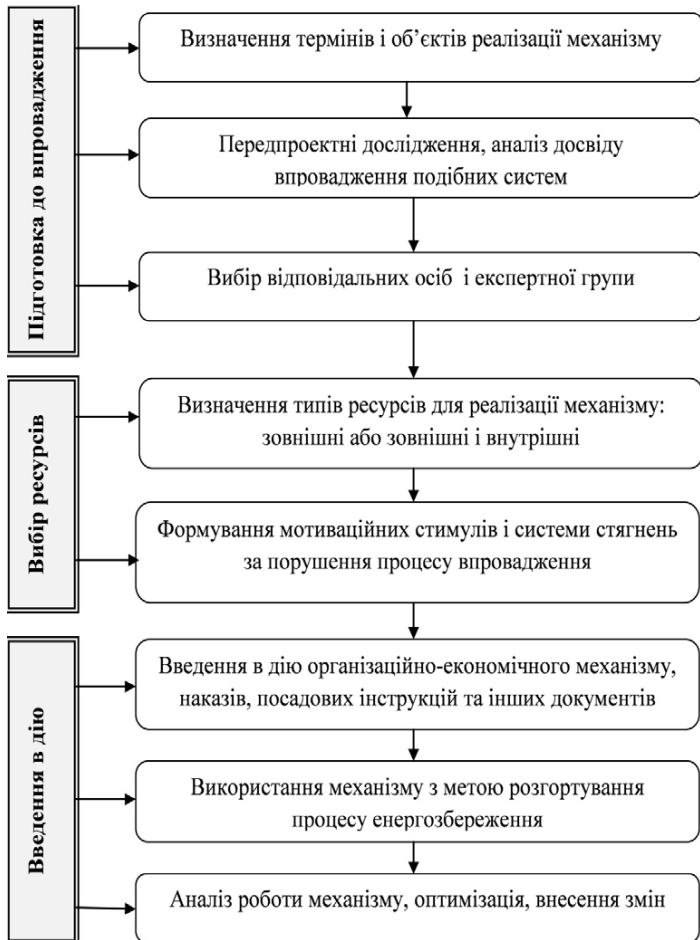 Підготовка до впровадження
Визначення термінів і об’єктів реалізації механізму
Передпроектні дослідження, аналіз досвіду
впровадження подібних систем
Вибір відповідальних осіб і експертної групи
Вибір ресурсів
Визначення типів ресурсів для реалізації механізму:
зовнішні або зовнішні і внутрішні
Формування мотиваційних стимулів і системи стягнень
за порушення процесу впровадження
Введення в дію
Введення в дію організаційно-економічного механізму,
наказів, посадових інструкцій та інших документів
Використання механізму з метою розгортування
процесу енергозбереження
Аналіз роботи механізму, оптимізація, внесення змін